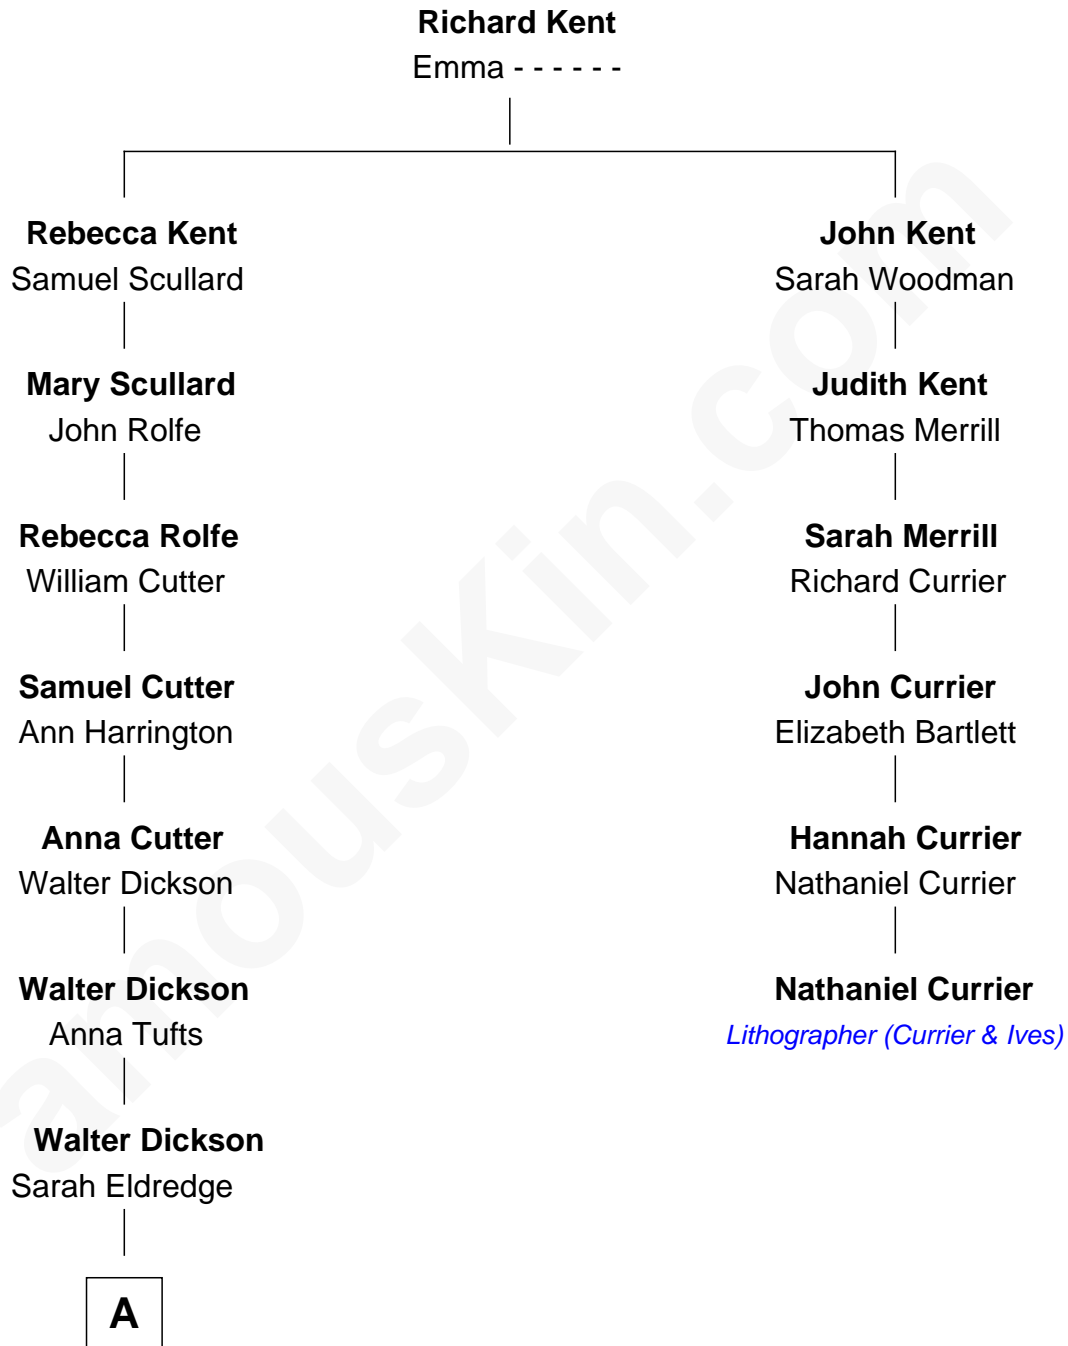 Richard Kent
Emma - - - - - -
Rebecca Kent
Samuel Scullard
John Kent
Sarah Woodman
Mary Scullard
John Rolfe
Judith Kent
Thomas Merrill
Rebecca Rolfe
William Cutter
Sarah Merrill
Richard Currier
Samuel Cutter
Ann Harrington
John Currier
Elizabeth Bartlett
Anna Cutter
Walter Dickson
Hannah Currier
Nathaniel Currier
Walter Dickson
Anna Tufts
Nathaniel Currier
Lithographer (Currier & Ives)
Walter Dickson
Sarah Eldredge
A
amouskin.com